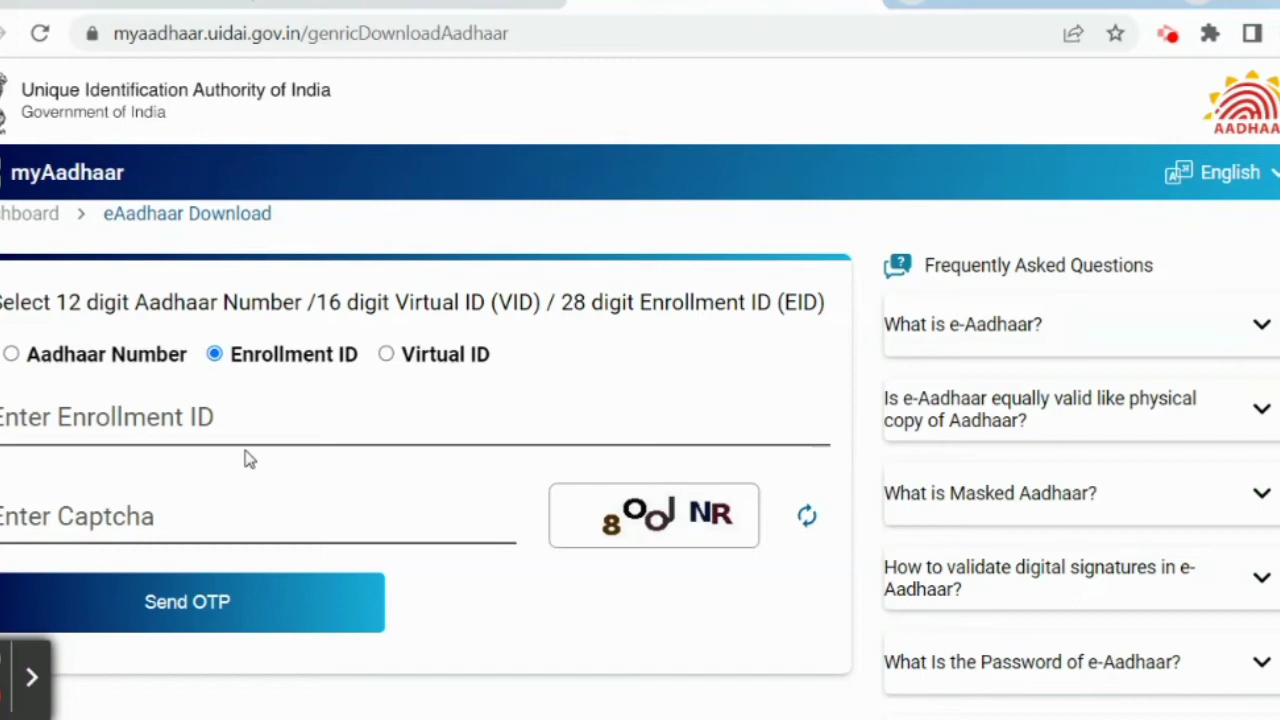 myaadhaar.uidai.gov.in/genricDownloadAadhaar
Unique Identification Authority of India
Government of India
AADHAA
myAadhaar
English
hboard > eAadhaar Download
Select 12 digit Aadhaar Number /16 digit Virtual ID (VID) / 28 digit Enrollment ID (EID)
Aadhaar Number Enrollment ID Virtual ID
Enter Enrollment ID
Enter Captcha
Send OTP
Frequently Asked Questions
What is e-Aadhaar?
Is e-Aadhaar equally valid like physical
copy of Aadhaar?
What is Masked Aadhaar?
How to validate digital signatures in e-
Aadhaar?
What Is the Password of e-Aadhaar?